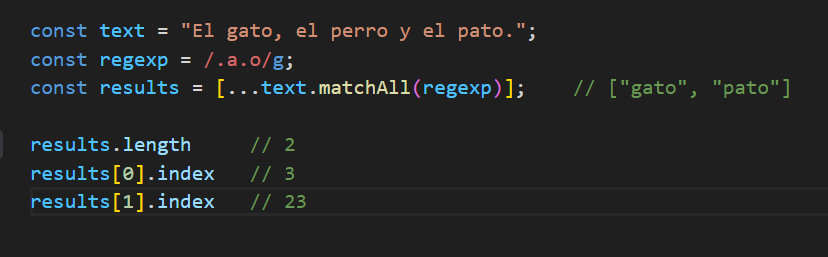 const text = "El gato, el perro y el pato.";
const regexp = /.a.o/g;
const results = [...text.matchAll(regexp)];    // ["gato", "pato"]
results.length     // 2
results[0].index   // 3
results[1].index   // 23